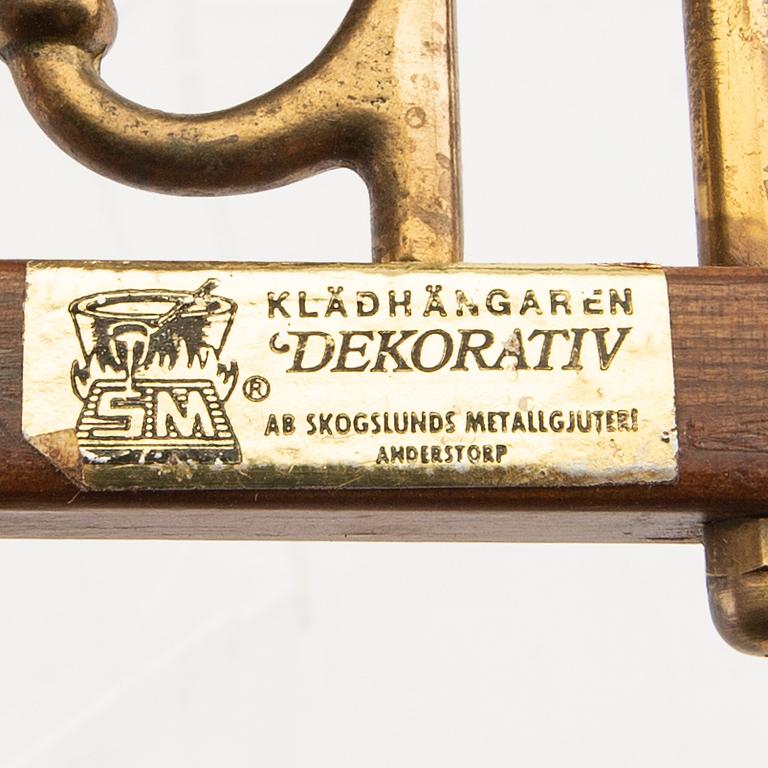 KLÄDHÄNGAREN
'DEKORATIV
SM ®
AB SKOGSLUNDS METALLGJUTERI
ANDERSTORP